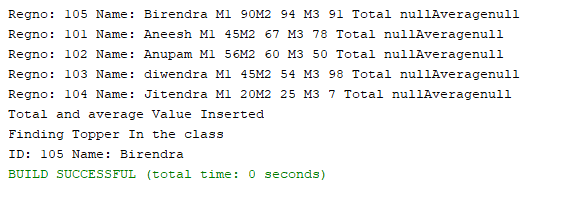 Regno: 105 Name: Birendra M1 90M2 94 M3 91 Total nullAveragenull
Regno: 101 Name: Aneesh M1 45M2 67 M3 78 Total nullAveragenull
Regno: 102 Name: Anupam M1 56M2 60 M3 50 Total nullAveragenull
Regno: 103 Name: diwendra M1 45M2 54 M3 98 Total nullAveragenull
Regno: 104 Name: Jitendra M1 20M2 25 M3 7 Total nullAveragenull
Total and average Value Inserted
Finding Topper In the class
ID: 105 Name: Birendra
BUILD SUCCESSFUL (total time: 0 seconds)